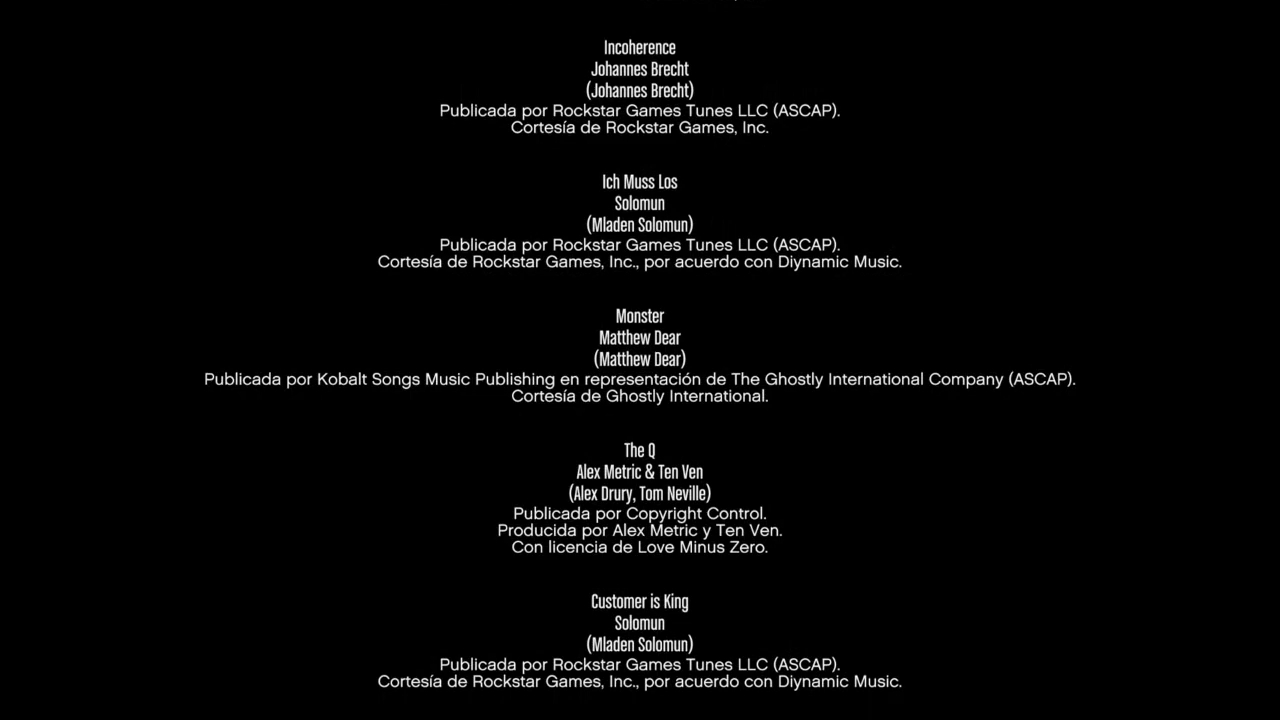 Incoherence
Johannes Brecht
(Johannes Brecht)
Publicada por Rockstar Games Tunes LLC (ASCAP).
Cortesía de Rockstar Games, Inc.
Ich Muss Los
Solomun
(Mladen Solomun)
Publicada por Rockstar Games Tunes LLC (ASCAP).
Cortesía de Rockstar Games, Inc., por acuerdo con Diynamic Music.
Monster
Matthew Dear
(Matthew Dear)
Publicada por Kobalt Songs Music Publishing en representación de The Ghostly International Company (ASCAP).
Cortesía de Ghostly International.
The Q
Alex Metric & Ten Ven
(Alex Drury, Tom Neville)
Publicada por Copyright Control.
Producida por Alex Metric y Ten Ven.
Con licencia de Love Minus Zero.
Customer is King
Solomun
(Mladen Solomun)
Publicada por Rockstar Games Tunes LLC (ASCAP).
Cortesía de Rockstar Games, Inc., por acuerdo con Diynamic Music.